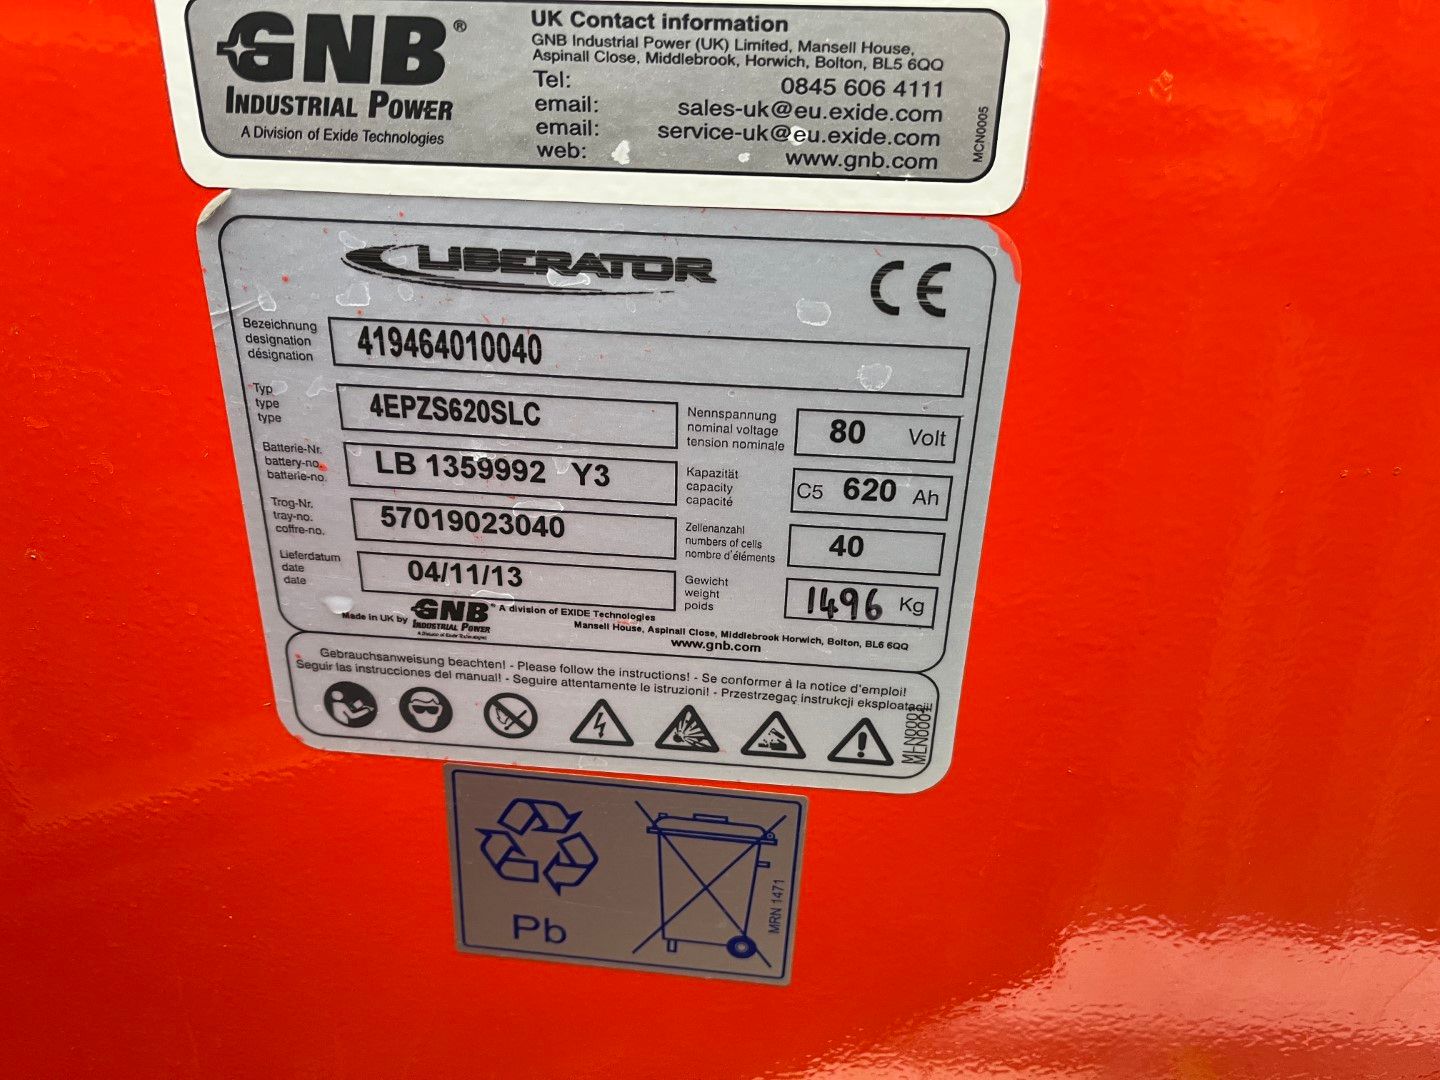 GNB®
INDUSTRIAL POWER
A Division of Exide Technologies
UK Contact information
GNB Industrial Power (UK) Limited, Mansell House,
Aspinall Close, Middlebrook, Horwich, Bolton, BL5 6QQ
Tel: 0845 606 4111
email: sales-uk@eu.exide.com
email: service-uk@eu.exide.com
web: www.gnb.com
MCN0005
LIBERATOR
CE
Bezeichnung
designation
désignation
419464010040
Typ
type
type
4EPZS620SLC
Nennspannung
nominal voltage
tension nominale
80 Volt
Batterie-Nr.
battery-no.
batterie-no.
LB 1359992 Y3
Kapazität
capacity
capacité
C5 620 Ah
Trog-Nr.
tray-no.
coffre-no.
57019023040
Zellenanzahl
numbers of cells
nombre d'éléments
40
Lieferdatum
date
date
04/11/13
Gewicht
weight
poids
1496 Kg
Made in UK by GNB® A division of EXIDE Technologies
INDUSTRIAL POWER
A Division of Exide Technologies
Mansell House, Aspinall Close, Middlebrook Horwich, Bolton, BL6 6QQ
www.gnb.com
Gebrauchsanweisung beachten! - Please follow the instructions! - Se conformer à la notice d'emploi!
Seguir las instrucciones del manual! - Seguire attentamente le istruzioni! - Przestrzegaç instrukcji eksploatacji!
MLN0001
MLN0001
Pb
MRN 1471